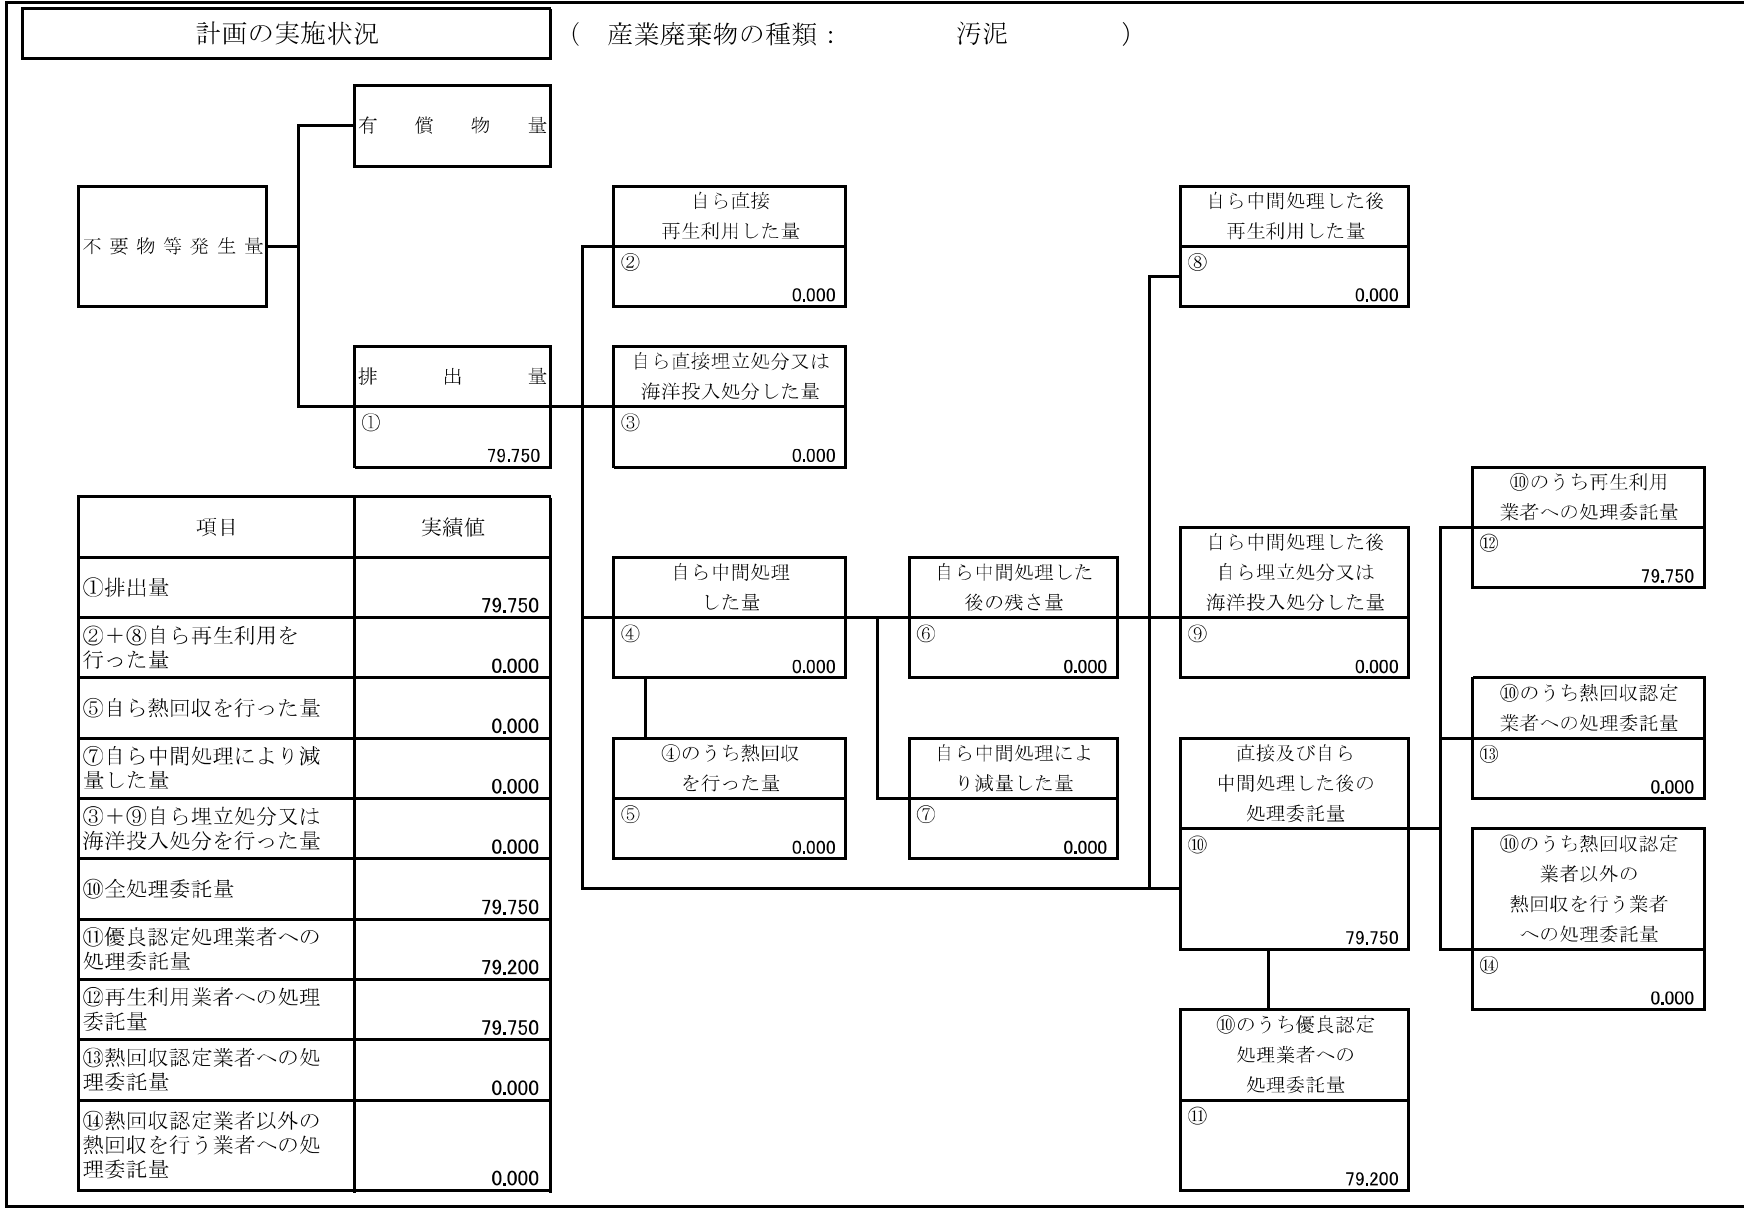 計画の実施状況
（　産業廃棄物の種類：　汚泥　）
有償物量
不要物等発生量
排出量
①
79.750
自ら直接
再生利用した量
②
0.000
自ら直接埋立処分又は
海洋投入処分した量
③
0.000
自ら中間処理した後
再生利用した量
⑧
0.000
項目　実績値
①排出量
79.750
②＋⑧自ら再生利用を
行った量
0.000
⑤自ら熱回収を行った量
0.000
⑦自ら中間処理により減
量した量
0.000
③＋⑨自ら埋立処分又は
海洋投入処分を行った量
0.000
⑩全処理委託量
79.750
⑪優良認定処理業者への
処理委託量
79.200
⑫再生利用業者への処理
委託量
79.750
⑬熱回収認定業者への処
理委託量
0.000
⑭熱回収認定業者以外の
熱回収を行う業者への処
理委託量
0.000
自ら中間処理
した量
④
0.000
④のうち熱回収
を行った量
⑤
0.000
自ら中間処理した
後の残さ量
⑥
0.000
自ら中間処理によ
り減量した量
⑦
0.000
自ら中間処理した後
自ら埋立処分又は
海洋投入処分した量
⑨
0.000
直接及び自ら
中間処理した後の
処理委託量
⑩
79.750
⑩のうち優良認定
処理業者への
処理委託量
⑪
79.200
⑩のうち再生利用
業者への処理委託量
⑫
79.750
⑩のうち熱回収認定
業者への処理委託量
⑬
0.000
⑩のうち熱回収認定
業者以外の
熱回収を行う業者
への処理委託量
⑭
0.000